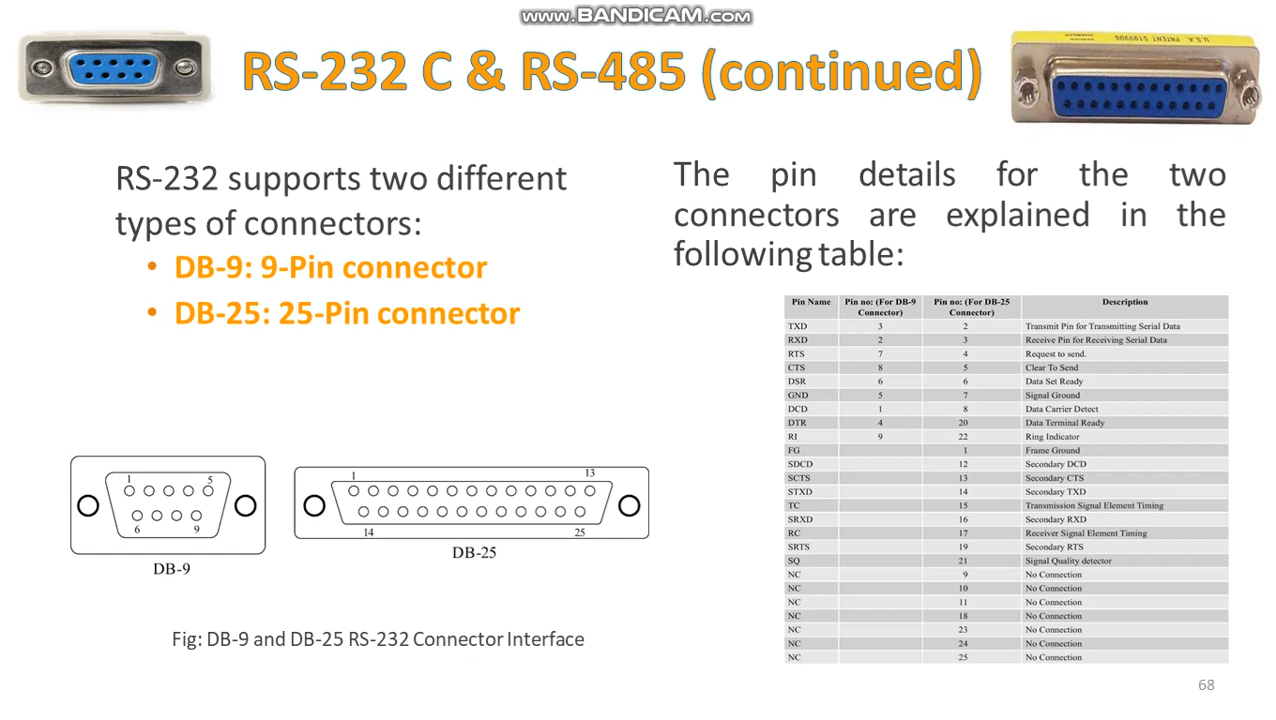 WWW.BANDICAM.COM
U.S.A. PATENT 5199906
RS-232 C & RS-485 (continued)
RS-232 supports two different
types of connectors:
• DB-9: 9-Pin connector
• DB-25: 25-Pin connector
The pin details for the two
connectors are explained in the
following table:
Pin Name Pin no: (For DB-9 Connector) Pin no: (For DB-25 Connector) Description
TXD 3 2 Transmit Pin for Transmitting Serial Data
RXD 2 3 Receive Pin for Receiving Serial Data
RTS 7 4 Request to send.
CTS 8 5 Clear To Send
DSR 6 6 Data Set Ready
GND 5 7 Signal Ground
DCD 1 8 Data Carrier Detect
DTR 4 20 Data Terminal Ready
RI 9 22 Ring Indicator
FG 1 Frame Ground
SDCD 12 Secondary DCD
SCTS 13 Secondary CTS
STXD 14 Secondary TXD
TC 15 Transmission Signal Element Timing
SRXD 16 Secondary RXD
RC 17 Receiver Signal Element Timing
SRTS 19 Secondary RTS
SQ 21 Signal Quality detector
NC 9 No Connection
NC 10 No Connection
NC 11 No Connection
NC 18 No Connection
NC 23 No Connection
NC 24 No Connection
NC 25 No Connection
1 5
6 9
DB-9
1 13
14 25
DB-25
Fig: DB-9 and DB-25 RS-232 Connector Interface
68